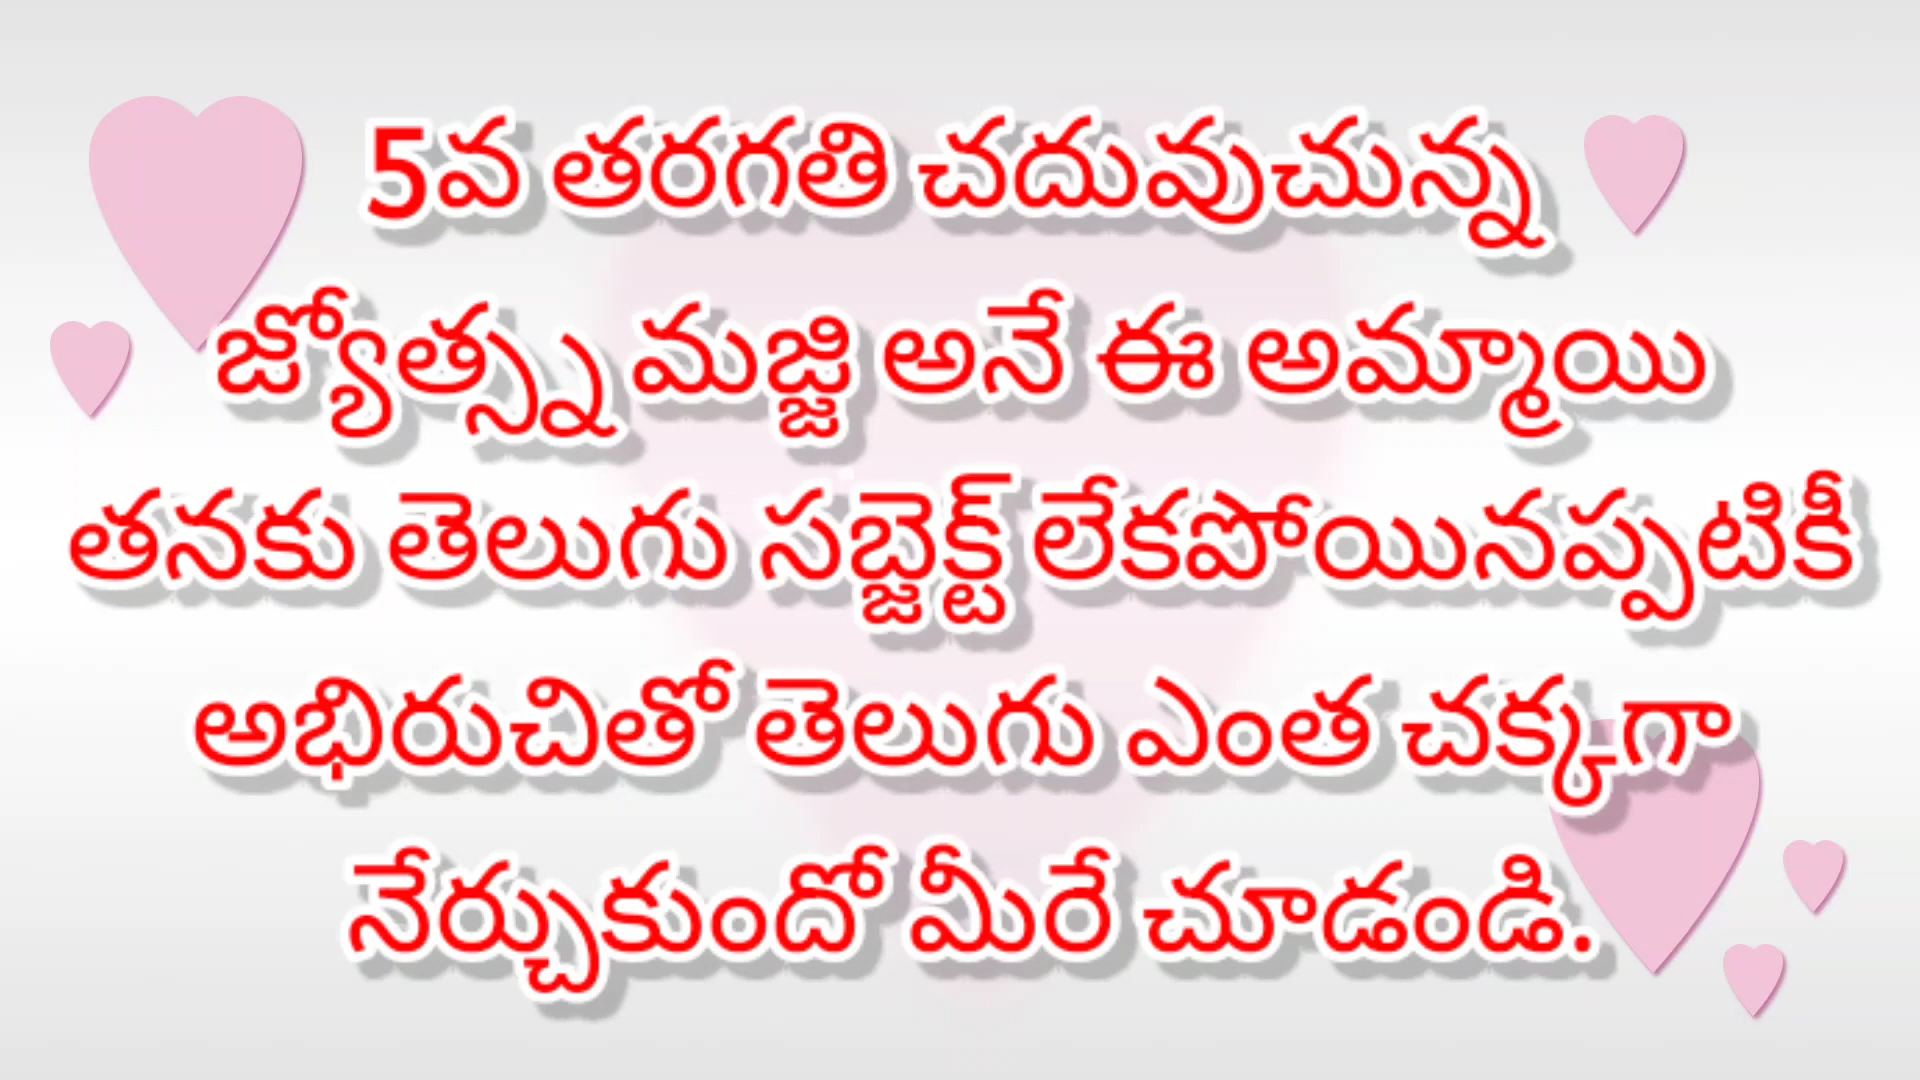 5వ తరగతి చదువుచున్న
జ్యోత్స్న మజ్జి అనే ఈ అమ్మాయి
తనకు తెలుగు సబ్జెక్ట్ లేకపోయినప్పటికీ
అభిరుచితో తెలుగు ఎంత చక్కగా
నేర్చుకుందో మీరే చూడండి.